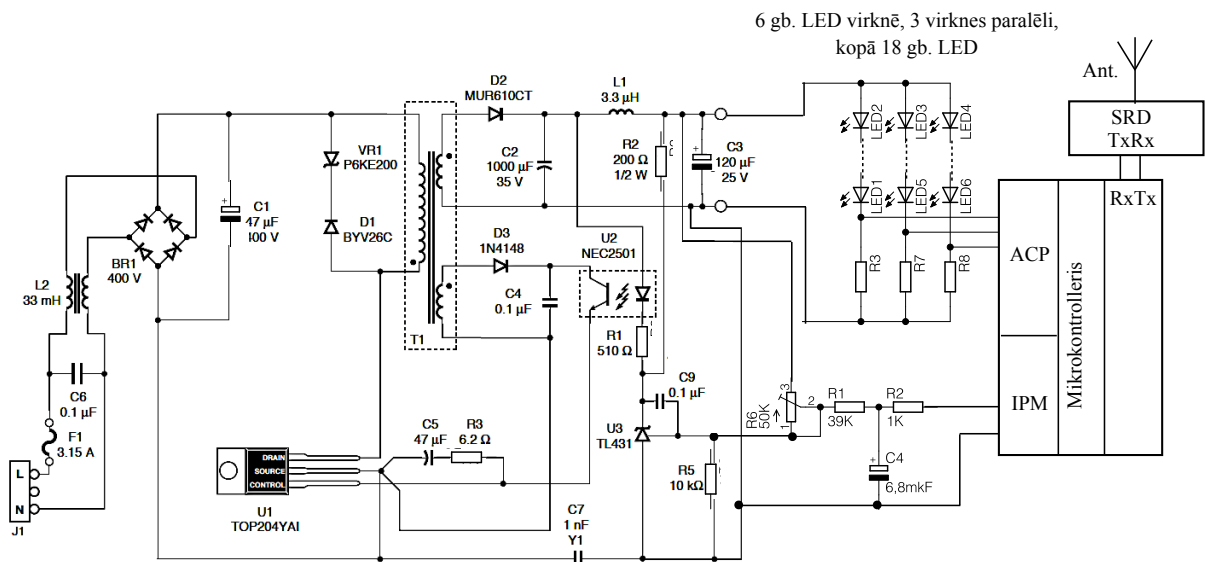 6 gb. LED virknē, 3 virknes paralēli,
kopā 18 gb. LED
Ant.
SRD
TxRx
RxTx
ACP
IPM
Mikrokontrolleris
D2
MUR610CT
L1
3.3 µH
LED2
LED3
LED4
LED1
LED5
LED6
R3
R7
R8
VR1
P6KE200
C2
1000 µF
35 V
R2
200 Ω
1/2 W
+
C3
120 µF
25 V
+
C1
47 µF
400 V
D1
BYV26C
D3
1N4148
U2
NEC2501
BR1
400 V
L2
33 mH
C4
0.1 µF
T1
R1
510 Ω
C6
0.1 µF
C9
0.1 µF
R6
50K
3
2
1
R1
39K
R2
1K
F1
3.15 A
C5
47 µF
R3
6.2 Ω
U3
TL431
+
C4
6,8mkF
R5
10 kΩ
L
N
J1
DRAIN
SOURCE
CONTROL
U1
TOP204YAI
C7
1 nF
Y1